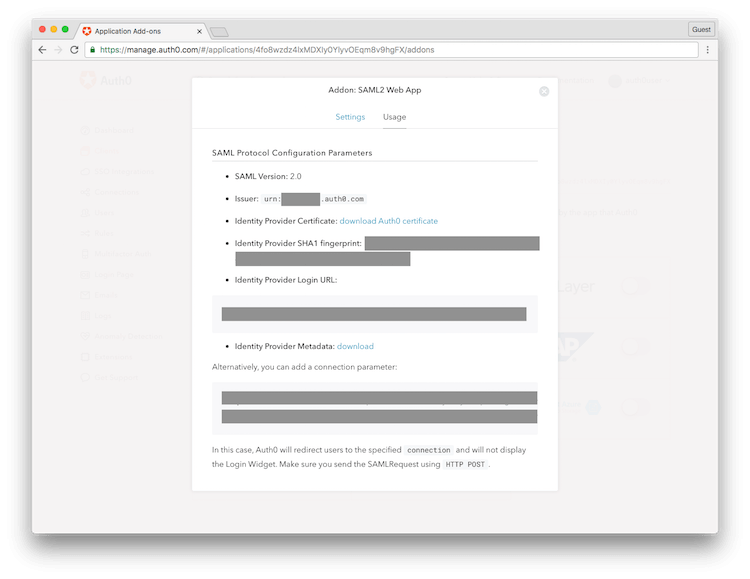 Application Add-ons
Guest
https://manage.auth0.com/#/applications/4fo8wzdz4lxMDXIy0YIyvOEqm8v9hgFX/addons
Auth0
Addon: SAML2 Web App
Settings Usage
SAML Protocol Configuration Parameters
SAML Version: 2.0
Issuer: urn: .auth0.com
Identity Provider Certificate: download Auth0 certificate
Identity Provider SHA1 fingerprint:
Identity Provider Login URL:
Identity Provider Metadata: download
Alternatively, you can add a connection parameter:
In this case, Auth0 will redirect users to the specified connection and will not display
the Login Widget. Make sure you send the SAMLRequest using HTTP POST.